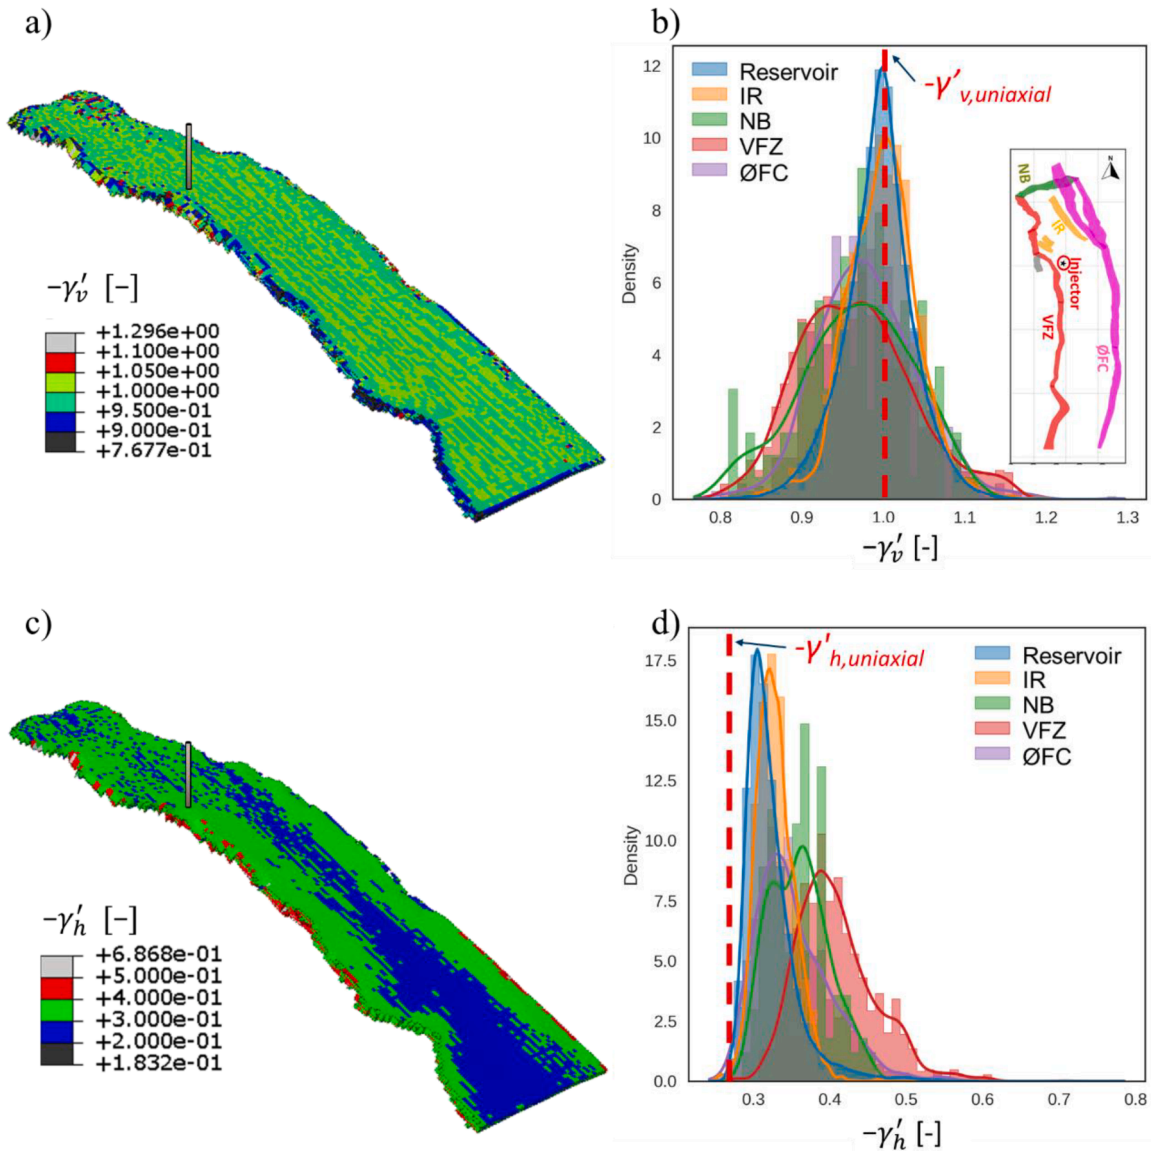 a)
−γ′v [-]
+1.296e+00
+1.100e+00
+1.050e+00
+1.000e+00
+9.500e-01
+9.000e-01
+7.677e-01
b)
-γ′v,uniaxial
Reservoir
IR
NB
VFZ
ØFC
N
NB
IR
Injector
VFZ
ØFC
Density
12
10
8
6
4
2
0
0.8 0.9 1.0 1.1 1.2 1.3
−γ′v [-]
c)
−γ′h [-]
+6.868e-01
+5.000e-01
+4.000e-01
+3.000e-01
+2.000e-01
+1.832e-01
d)
-γ′h,uniaxial
Reservoir
IR
NB
VFZ
ØFC
Density
17.5
15.0
12.5
10.0
7.5
5.0
2.5
0.0
0.3 0.4 0.5 0.6 0.7 0.8
−γ′h [-]